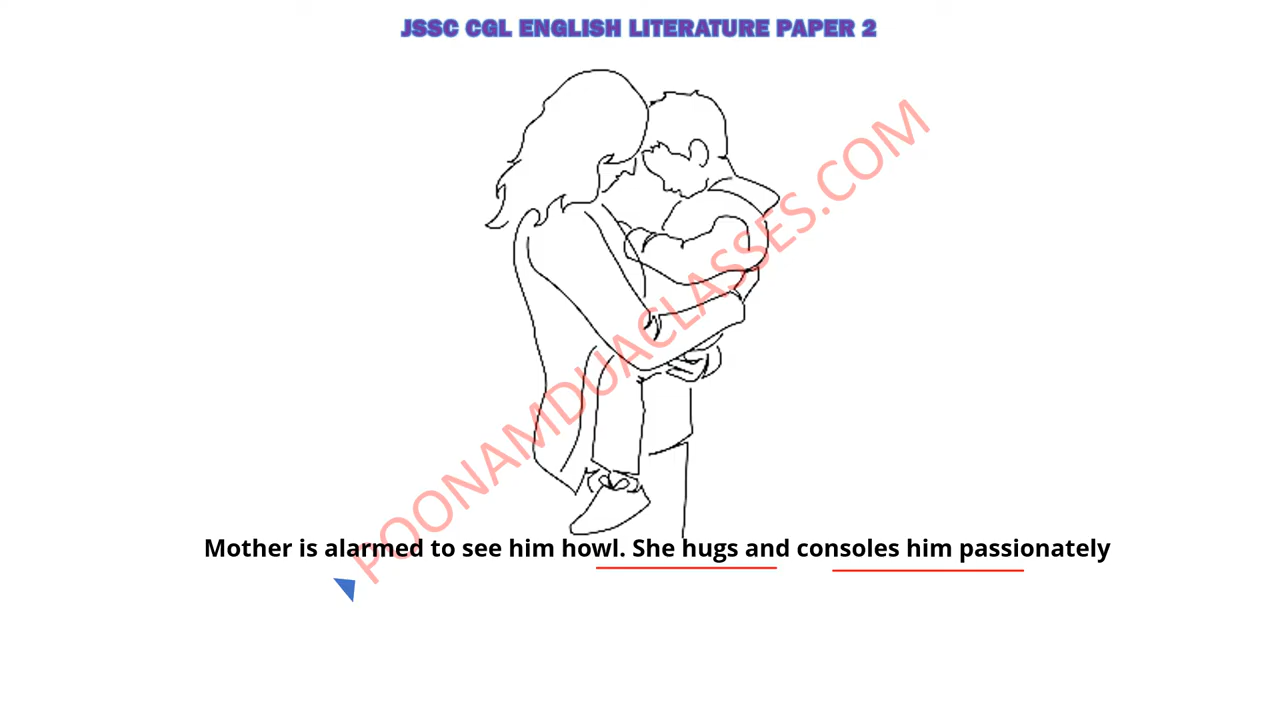 JSSC CGL ENGLISH LITERATURE PAPER 2
POONAMDUACLASSES.COM
Mother is alarmed to see him howl. She hugs and consoles him passionately